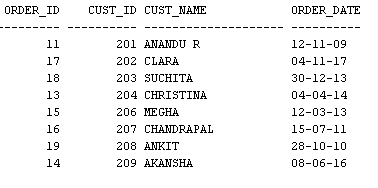 ORDER_ID CUST_ID CUST_NAME ORDER_DATE
--------- ---------- -------------------- ----------
11 201 ANANDU R 12-11-09
17 202 CLARA 04-11-17
18 203 SUCHITA 30-12-13
13 204 CHRISTINA 04-04-14
15 206 MEGHA 12-03-13
16 207 CHANDRAPAL 15-07-11
19 208 ANKIT 28-10-10
14 209 AKANSHA 08-06-16